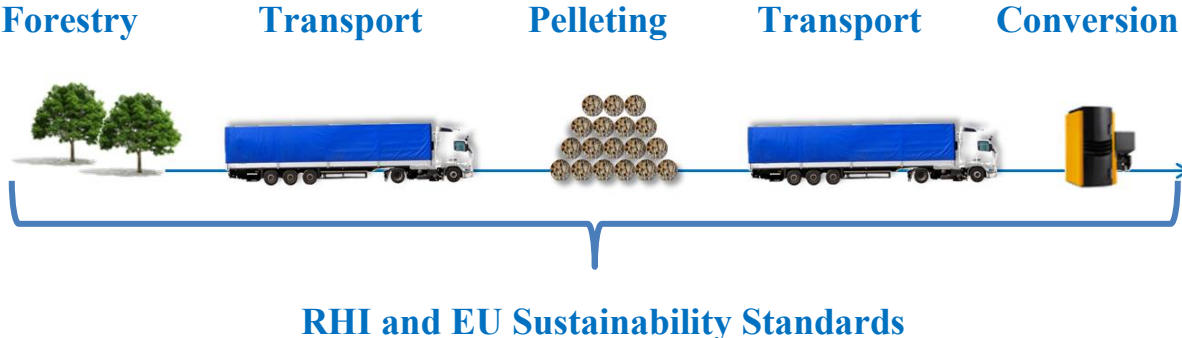 Forestry Transport Pelleting Transport Conversion
RHI and EU Sustainability Standards